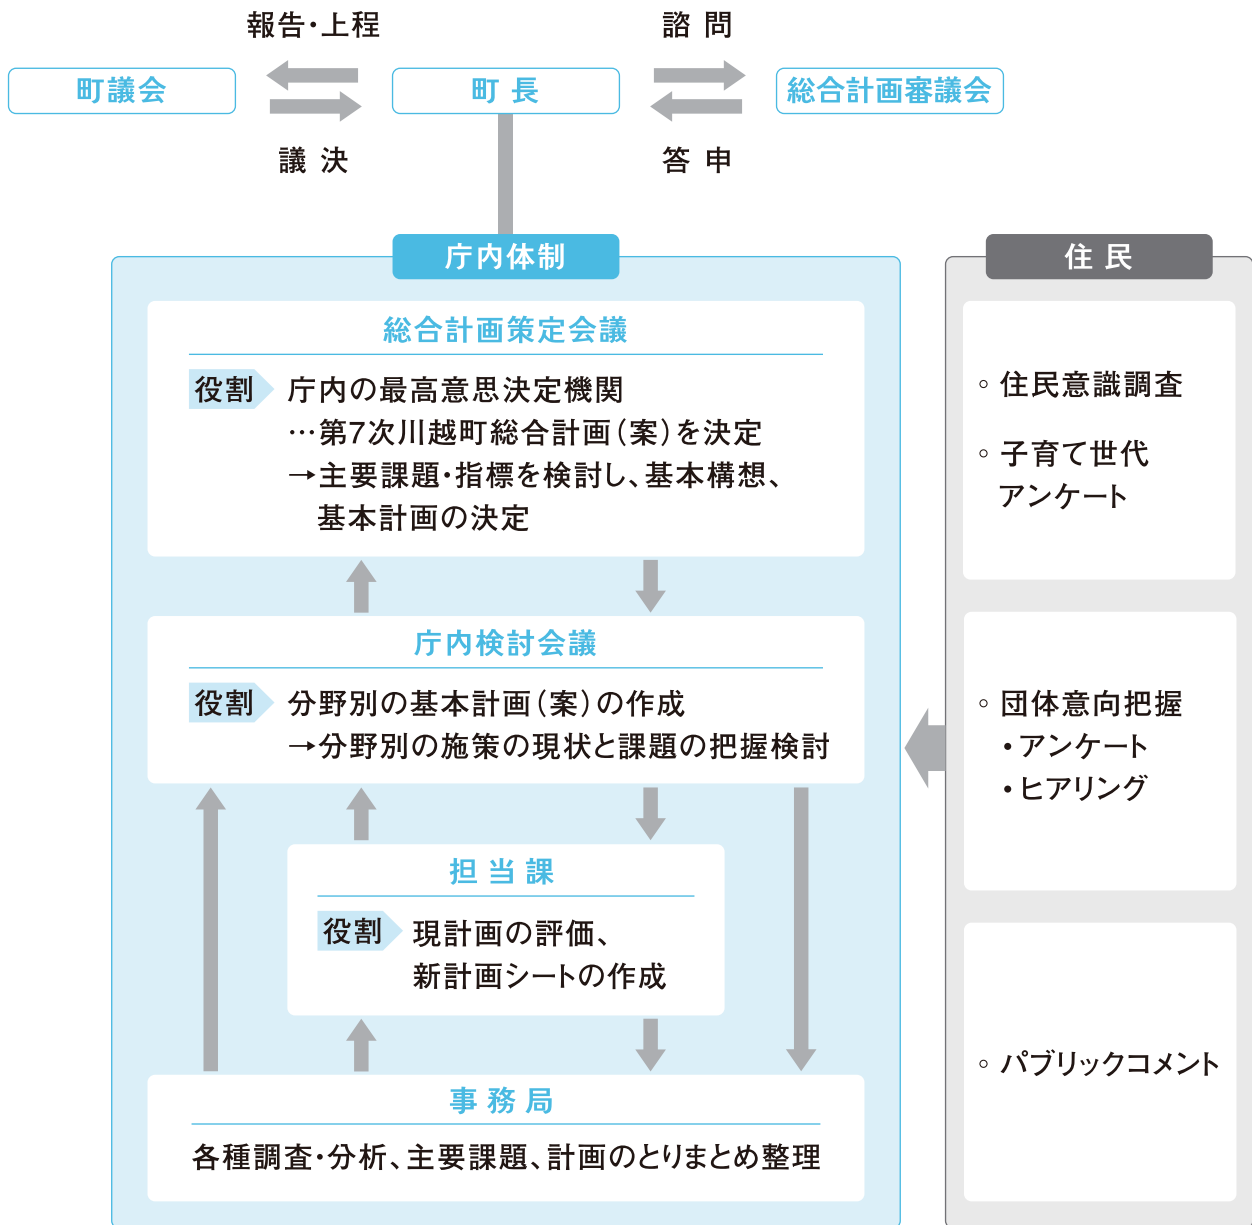 報告・上程
諮問
町議会
町長
総合計画審議会
議決
答申
庁内体制
総合計画策定会議
役割 庁内の最高意思決定機関
…第7次川越町総合計画（案）を決定
→主要課題・指標を検討し、基本構想、
基本計画の決定
庁内検討会議
役割 分野別の基本計画（案）の作成
→分野別の施策の現状と課題の把握検討
担当課
役割 現計画の評価、
新計画シートの作成
事務局
各種調査・分析、主要課題、計画のとりまとめ整理
住民
◦ 住民意識調査
◦ 子育て世代
アンケート
◦ 団体意向把握
・アンケート
・ヒアリング
◦ パブリックコメント